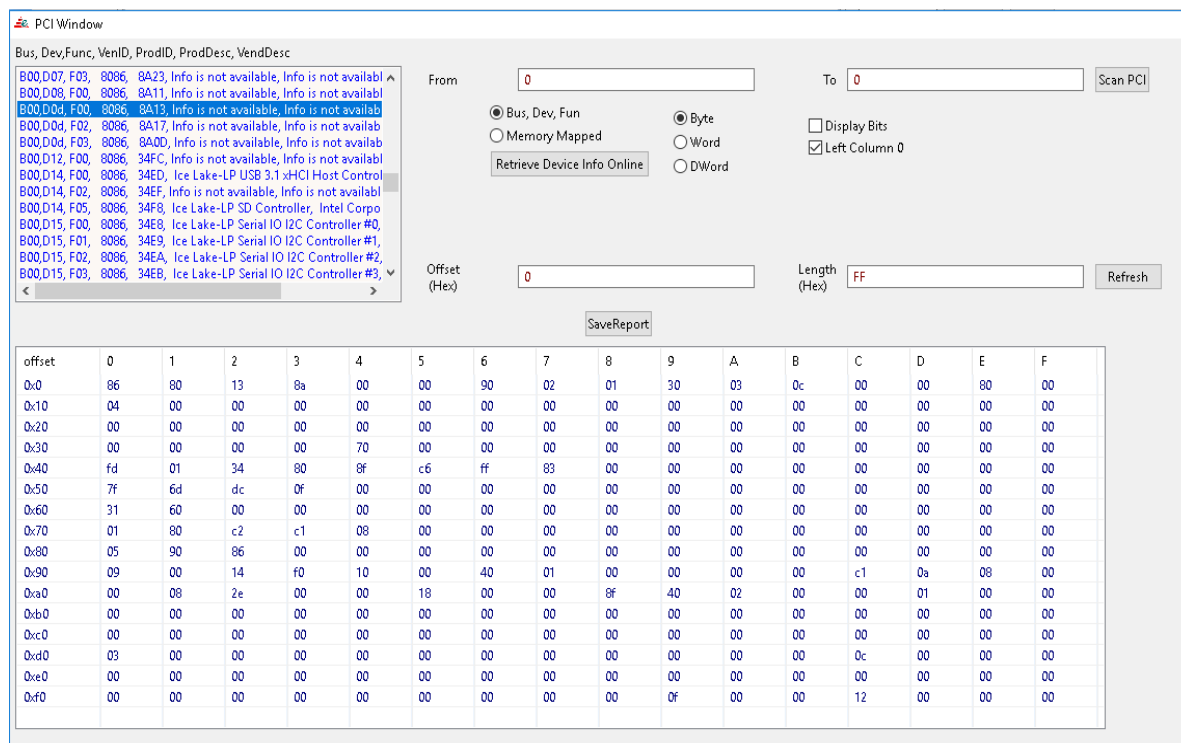 PCI Window
Bus, Dev,Func, VenID, ProdID, ProdDesc, VendDesc
B00,D07, F03, 8086, 8A23, Info is not available, Info is not availabl
B00,D08, F00, 8086, 8A11, Info is not available, Info is not availabl
B00,D0d, F00, 8086, 8A13, Info is not available, Info is not availab
B00,D0d, F02, 8086, 8A17, Info is not available, Info is not availab
B00,D0d, F03, 8086, 8A0D, Info is not available, Info is not availab
B00,D12, F00, 8086, 34FC, Info is not available, Info is not availabl
B00,D14, F00, 8086, 34ED, Ice Lake-LP USB 3.1 xHCI Host Control
B00,D14, F02, 8086, 34EF, Info is not available, Info is not availabl
B00,D14, F05, 8086, 34F8, Ice Lake-LP SD Controller, Intel Corpo
B00,D15, F00, 8086, 34E8, Ice Lake-LP Serial IO I2C Controller #0,
B00,D15, F01, 8086, 34E9, Ice Lake-LP Serial IO I2C Controller #1,
B00,D15, F02, 8086, 34EA, Ice Lake-LP Serial IO I2C Controller #2,
B00,D15, F03, 8086, 34EB, Ice Lake-LP Serial IO I2C Controller #3,
From 0 To 0 Scan PCI
Bus, Dev, Fun
Memory Mapped
Retrieve Device Info Online
Byte
Word
DWord
Display Bits
Left Column 0
Offset (Hex) 0 Length (Hex) FF Refresh
SaveReport
offset 0 1 2 3 4 5 6 7 8 9 A B C D E F
0x0 86 80 13 8a 00 00 90 02 01 30 03 0c 00 00 80 00
0x10 04 00 00 00 00 00 00 00 00 00 00 00 00 00 00 00
0x20 00 00 00 00 00 00 00 00 00 00 00 00 00 00 00 00
0x30 00 00 00 00 70 00 00 00 00 00 00 00 00 00 00 00
0x40 fd 01 34 80 8f c6 ff 83 00 00 00 00 00 00 00 00
0x50 7f 6d dc 0f 00 00 00 00 00 00 00 00 00 00 00 00
0x60 31 60 00 00 00 00 00 00 00 00 00 00 00 00 00 00
0x70 01 80 c2 c1 08 00 00 00 00 00 00 00 00 00 00 00
0x80 05 90 86 00 00 00 00 00 00 00 00 00 00 00 00 00
0x90 09 00 14 f0 10 00 40 01 00 00 00 00 c1 0a 08 00
0xa0 00 08 2e 00 00 18 00 00 8f 40 02 00 00 01 00 00
0xb0 00 00 00 00 00 00 00 00 00 00 00 00 00 00 00 00
0xc0 00 00 00 00 00 00 00 00 00 00 00 00 00 00 00 00
0xd0 03 00 00 00 00 00 00 00 00 00 00 00 0c 00 00 00
0xe0 00 00 00 00 00 00 00 00 00 00 00 00 00 00 00 00
0xf0 00 00 00 00 00 00 00 00 00 0f 00 00 12 00 00 00